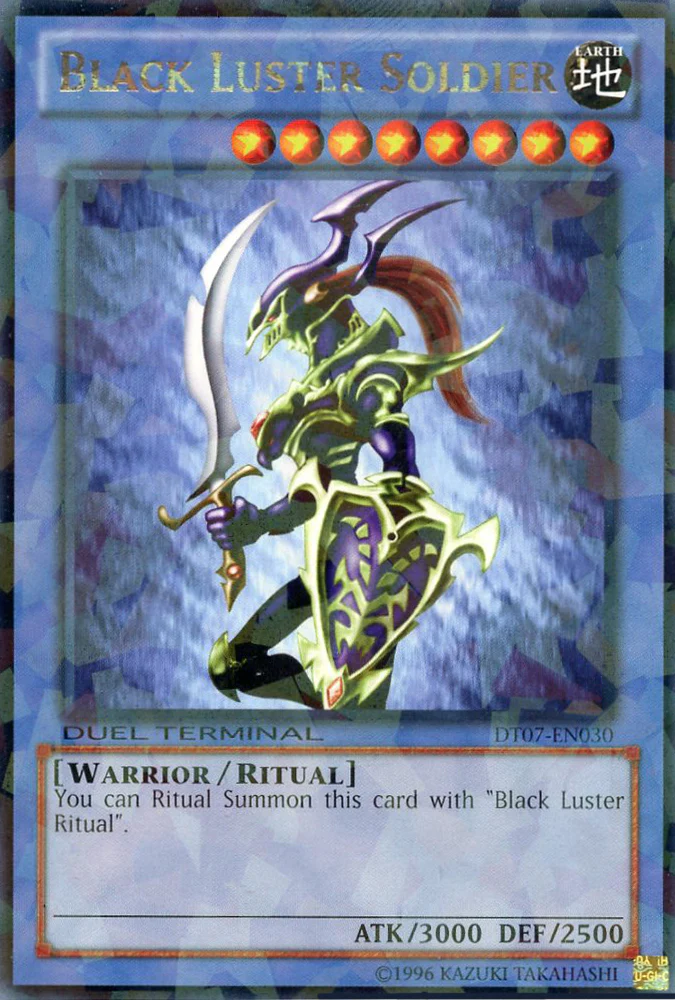 BLACK LUSTER SOLDIER
EARTH
地
DUEL TERMINAL
DT07-EN030
[WARRIOR/RITUAL]
You can Ritual Summon this card with "Black Luster
Ritual".
ATK/3000 DEF/2500
©1996 KAZUKI TAKAHASHI